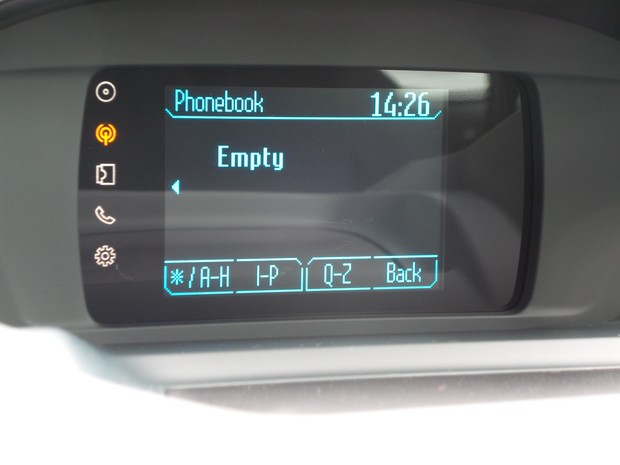 Phonebook 14:26
Empty
*/A-H I-P Q-Z Back